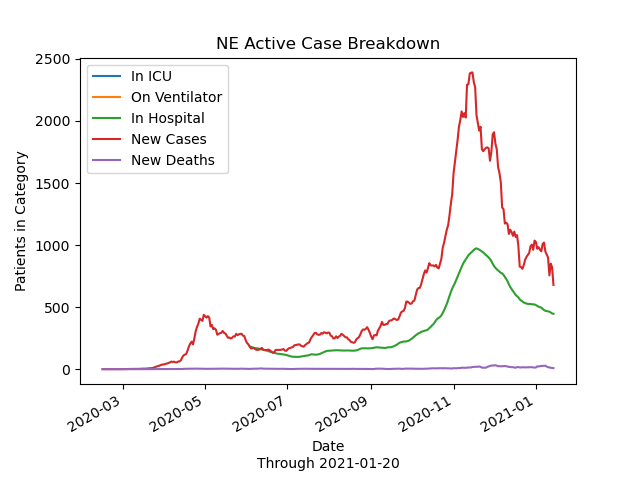 NE Active Case Breakdown
2500
2000
1500
1000
500
0
Patients in Category
In ICU
On Ventilator
In Hospital
New Cases
New Deaths
2020-03
2020-05
2020-07
2020-09
2020-11
2021-01
Date
Through 2021-01-20